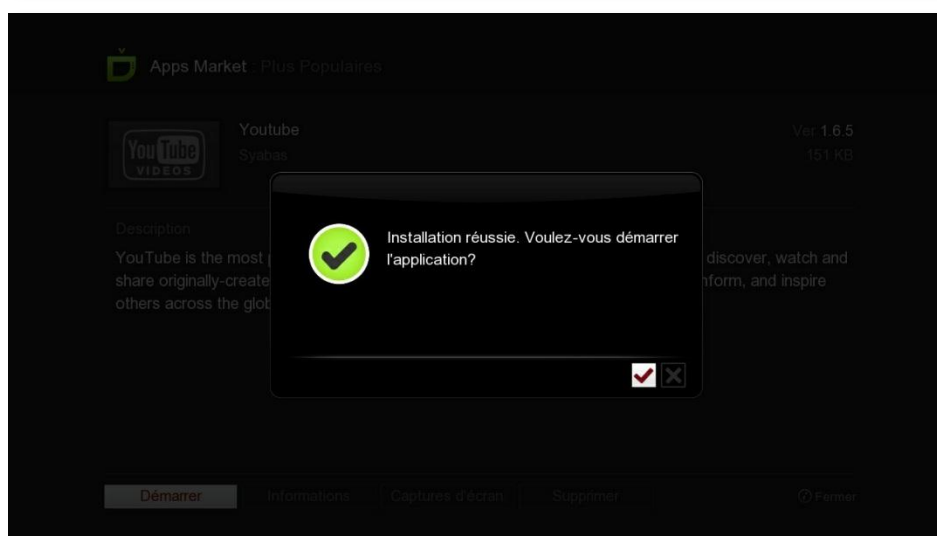 Apps Market : Plus Populaires
You Tube
VIDEOS
Youtube
Ver 1.6.5
Syabas
151 KB
Description
YouTube is the most discover, watch and
share originally-create nform, and inspire
others across the glob
Installation réussie. Voulez-vous démarrer
l'application?
Démarrer Informations Captures d'écran Supprimer Fermer